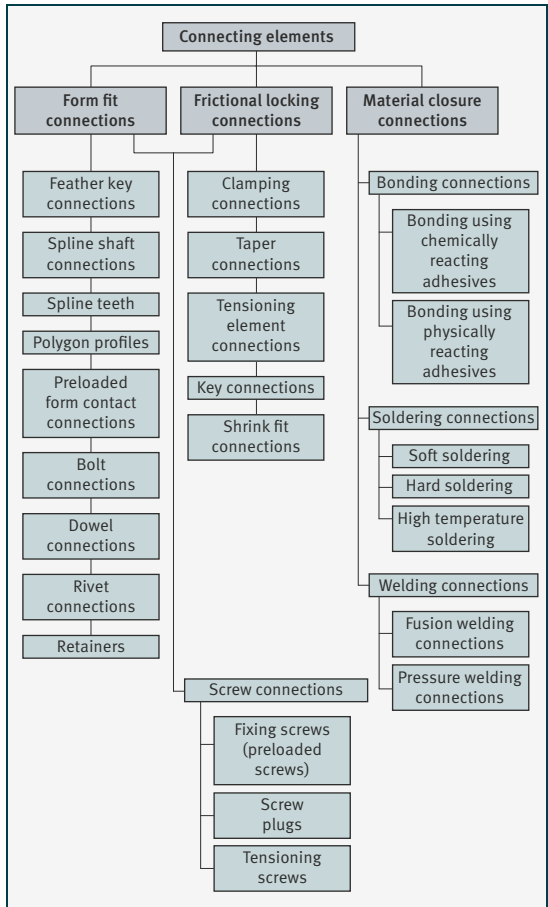 Connecting elements
Form fit
connections
Frictional locking
connections
Material closure
connections
Feather key
connections
Spline shaft
connections
Spline teeth
Polygon profiles
Preloaded
form contact
connections
Bolt
connections
Dowel
connections
Rivet
connections
Retainers
Clamping
connections
Taper
connections
Tensioning
element
connections
Key connections
Shrink fit
connections
Screw connections
Fixing screws
(preloaded
screws)
Screw
plugs
Tensioning
screws
Bonding connections
Bonding using
chemically
reacting
adhesives
Bonding using
physically
reacting
adhesives
Soldering connections
Soft soldering
Hard soldering
High temperature
soldering
Welding connections
Fusion welding
connections
Pressure welding
connections